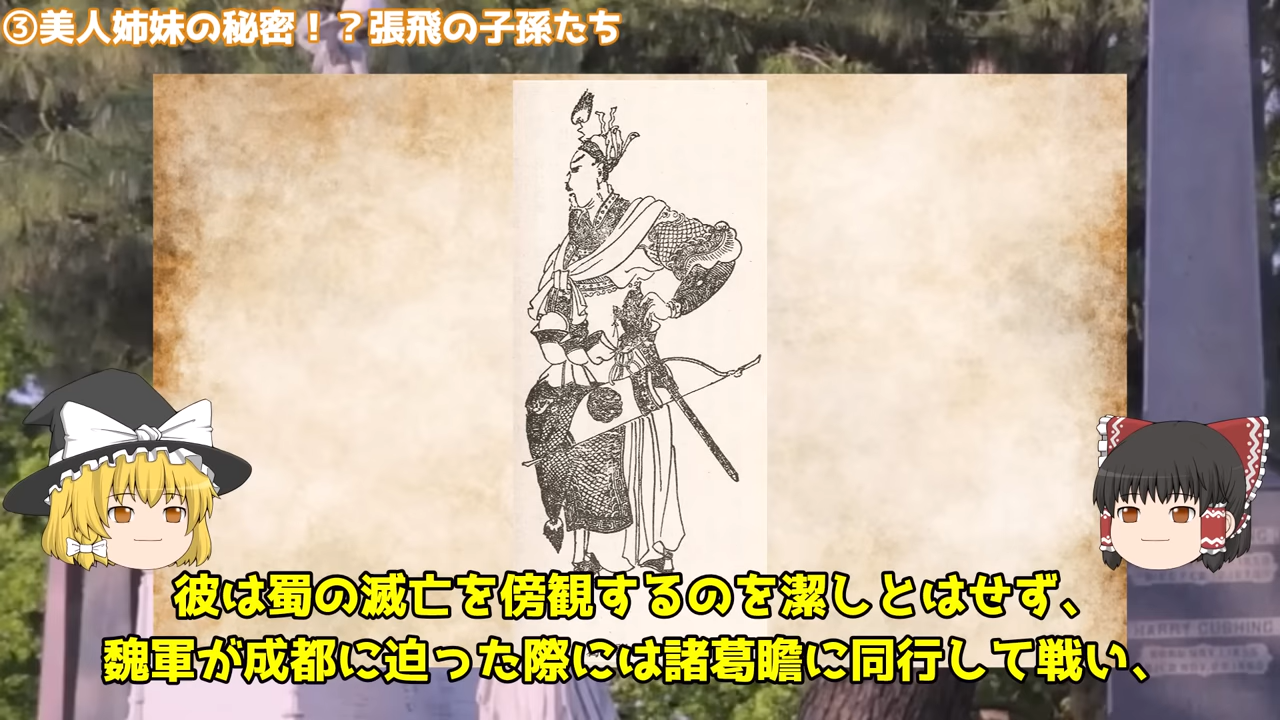 ③美人姉妹の秘密！？張飛の子孫たち
彼は蜀の滅亡を傍観するのを潔しとはせず、
魏軍が成都に迫った際には諸葛瞻に同行して戦い、
HARVEY CUSHING